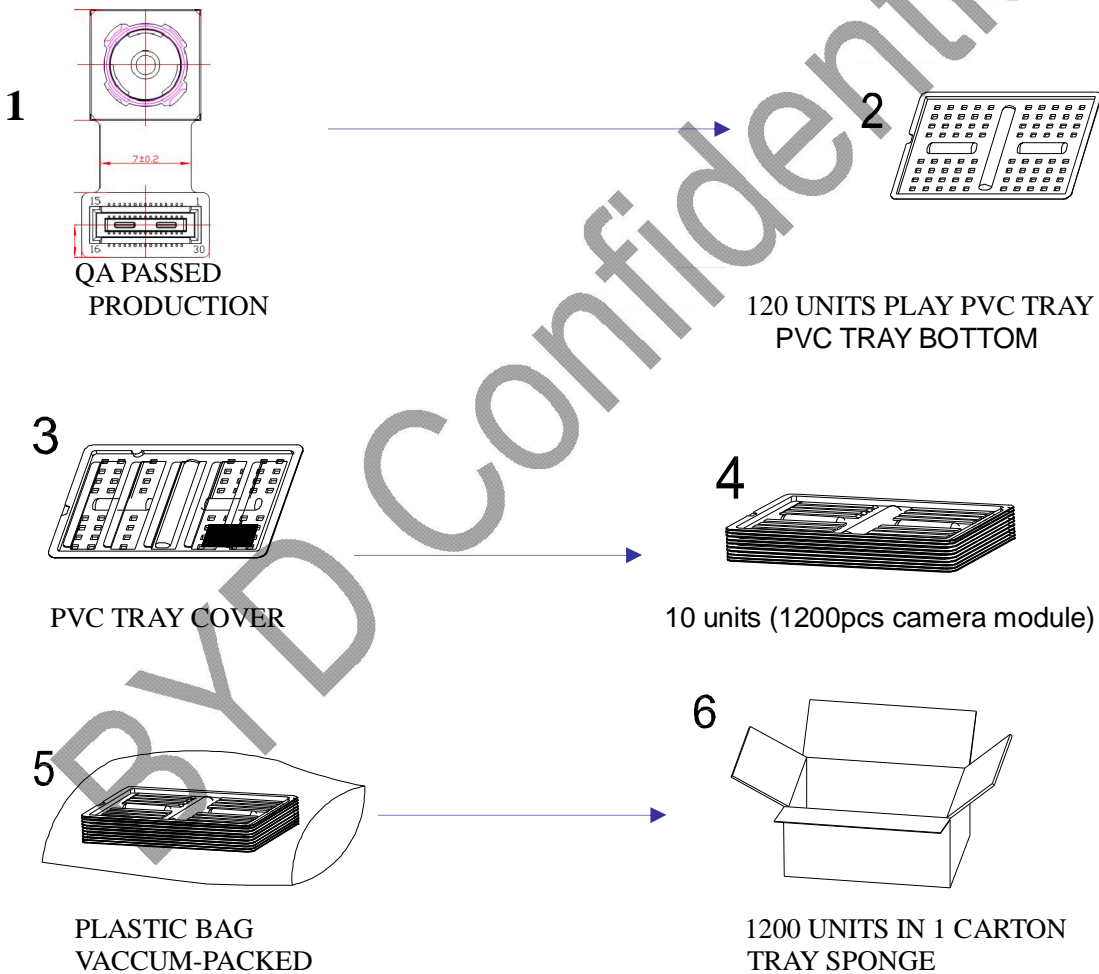 1
7±0.2
15 1
16 30
QA PASSED
PRODUCTION
2
120 UNITS PLAY PVC TRAY
PVC TRAY BOTTOM
3
PVC TRAY COVER
4
10 units (1200pcs camera module)
5
PLASTIC BAG
VACCUM-PACKED
6
1200 UNITS IN 1 CARTON
TRAY SPONGE
BYD Confidenti